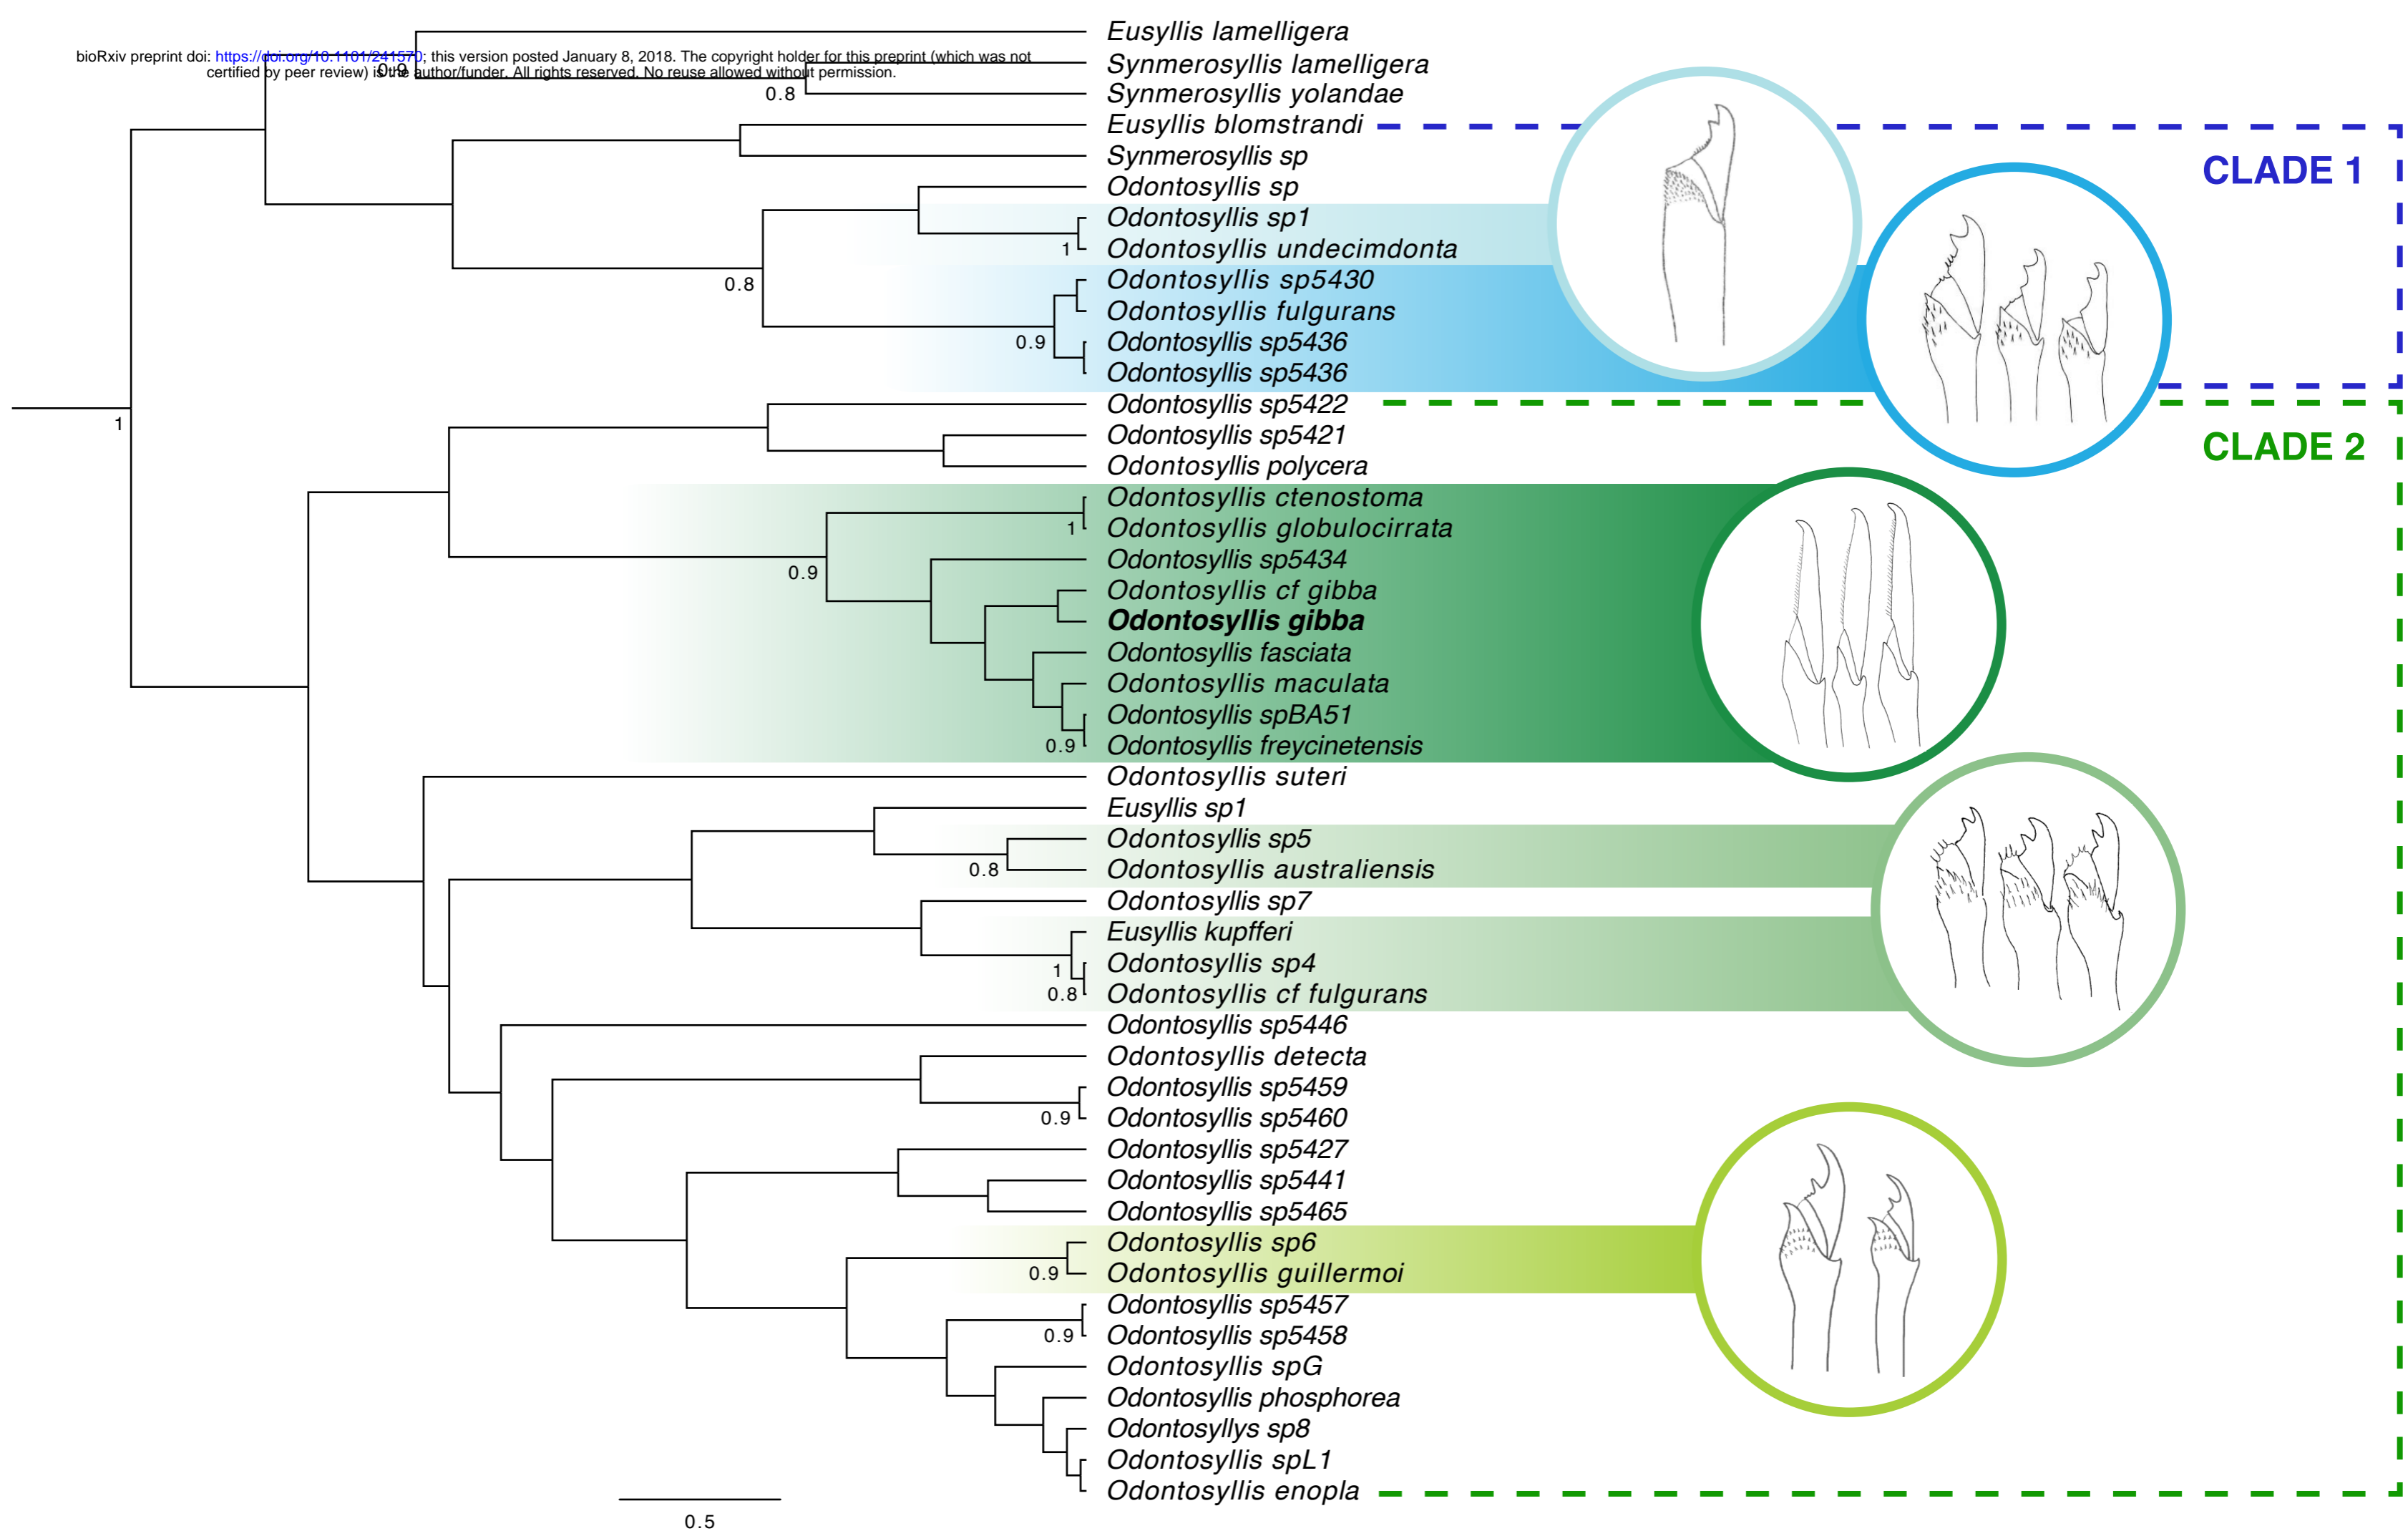 Eusyllis lamelligera
bioRxiv preprint doi: https://doi.org/10.1101/241570; this version posted January 8, 2018. The copyright holder for this preprint (which was not
certified by peer review) is the author/funder. All rights reserved. No reuse allowed without permission.
0.9
Synmerosyllis lamelligera
0.8
Synmerosyllis yolandae
Eusyllis blomstrandi
CLADE 1
Synmerosyllis sp
Odontosyllis sp
Odontosyllis sp1
1
Odontosyllis undecimdonta
0.8
Odontosyllis sp5430
Odontosyllis fulgurans
0.9
Odontosyllis sp5436
Odontosyllis sp5436
1
Odontosyllis sp5422
CLADE 2
Odontosyllis sp5421
Odontosyllis polycera
Odontosyllis ctenostoma
1
Odontosyllis globulocirrata
0.9
Odontosyllis sp5434
Odontosyllis cf gibba
Odontosyllis gibba
Odontosyllis fasciata
Odontosyllis maculata
Odontosyllis spBA51
0.9
Odontosyllis freycinetensis
Odontosyllis suteri
Eusyllis sp1
Odontosyllis sp5
0.8
Odontosyllis australiensis
Odontosyllis sp7
Eusyllis kupfferi
1
Odontosyllis sp4
0.8
Odontosyllis cf fulgurans
Odontosyllis sp5446
Odontosyllis detecta
Odontosyllis sp5459
0.9
Odontosyllis sp5460
Odontosyllis sp5427
Odontosyllis sp5441
Odontosyllis sp5465
Odontosyllis sp6
0.9
Odontosyllis guillermoi
Odontosyllis sp5457
0.9
Odontosyllis sp5458
Odontosyllis spG
Odontosyllis phosphorea
Odontosyllys sp8
Odontosyllis spL1
Odontosyllis enopla
0.5